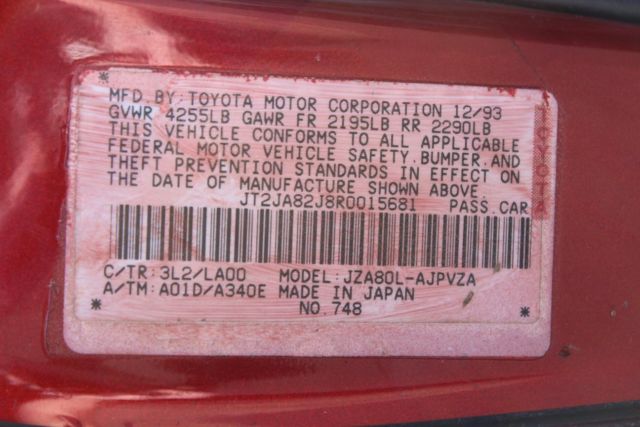 MFD.BY:TOYOTA MOTOR CORPORATION 12/93
GVWR 4255LB GAWR FR 2195LB RR 2290LB
THIS VEHICLE CONFORMS TO ALL APPLICABLE
FEDERAL MOTOR VEHICLE SAFETY,BUMPER,AND
THEFT PREVENTION STANDARDS IN EFFECT ON
THE DATE OF MANUFACTURE SHOWN ABOVE.
JT2JA82J8R0015681 PASS.CAR
C/TR:3L2/LA00 MODEL:JZA80L-AJPVZA
A/TM:A01D/A340E MADE IN JAPAN
NO.748
TOYOTA